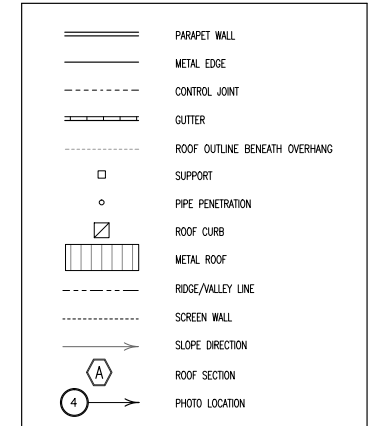 PARAPET WALL
METAL EDGE
CONTROL JOINT
GUTTER
ROOF OUTLINE BENEATH OVERHANG
SUPPORT
PIPE PENETRATION
ROOF CURB
METAL ROOF
RIDGE/VALLEY LINE
SCREEN WALL
SLOPE DIRECTION
A ROOF SECTION
4 PHOTO LOCATION